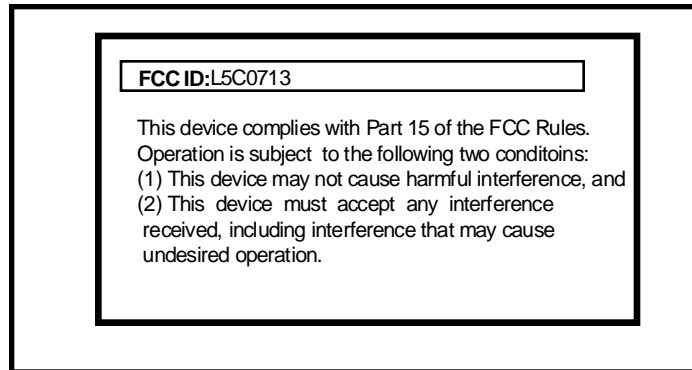 FCC ID:L5C0713
This device complies with Part 15 of the FCC Rules.
Operation is subject to the following two conditoins:
(1) This device may not cause harmful interference, and
(2) This device must accept any interference
received, including interference that may cause
undesired operation.